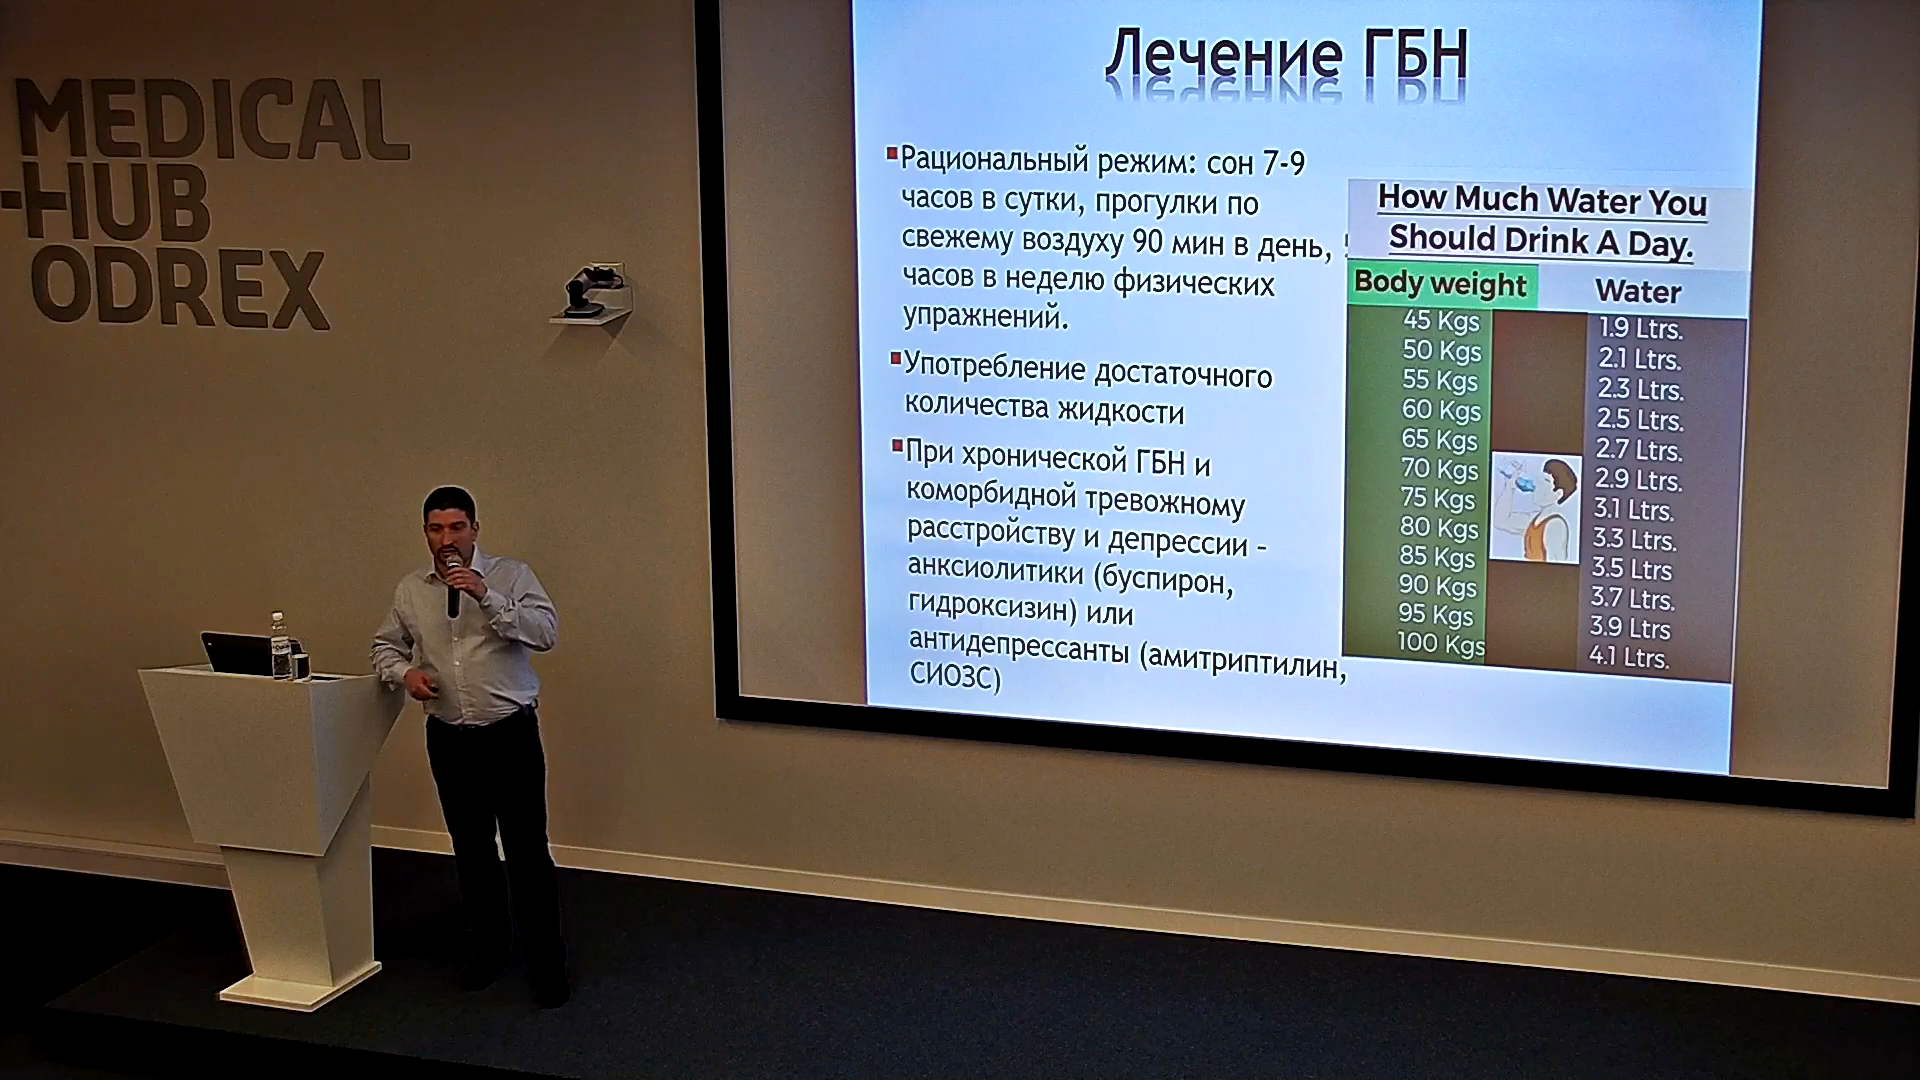 MEDICAL
HUB
ODREX
Лечение ГБН
Рациональный режим: сон 7-9
часов в сутки, прогулки по
свежему воздуху 90 мин в день,
часов в неделю физических
упражнений.
Употребление достаточного
количества жидкости
При хронической ГБН и
коморбидной тревожному
расстройству и депрессии -
анксиолитики (буспирон,
гидроксизин) или
антидепрессанты (амитриптилин,
СИОЗС)
How Much Water You
Should Drink A Day.
Body weight Water
45 Kgs 1.9 Ltrs.
50 Kgs 2.1 Ltrs.
55 Kgs 2.3 Ltrs.
60 Kgs 2.5 Ltrs.
65 Kgs 2.7 Ltrs.
70 Kgs 2.9 Ltrs.
75 Kgs 3.1 Ltrs.
80 Kgs 3.3 Ltrs.
85 Kgs 3.5 Ltrs
90 Kgs 3.7 Ltrs.
95 Kgs 3.9 Ltrs
100 Kgs 4.1 Ltrs.